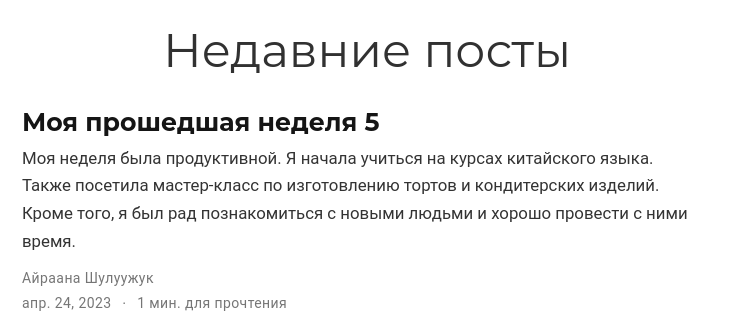 Недавние посты
Моя прошедшая неделя 5
Моя неделя была продуктивной. Я начала учиться на курсах китайского языка.
Также посетила мастер-класс по изготовлению тортов и кондитерских изделий.
Кроме того, я был рад познакомиться с новыми людьми и хорошо провести с ними
время.
Айраана Шулуужук
апр. 24, 2023 · 1 мин. для прочтения